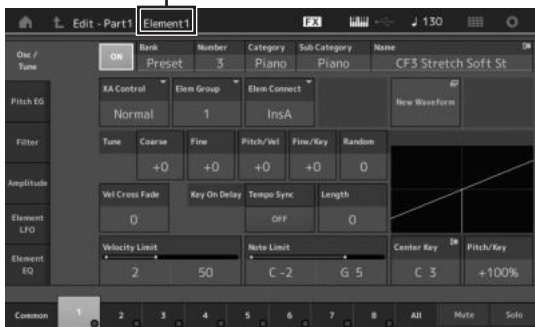 Edit - Part1 Element1 FX 130
Osc / Tune
ON
Bank Preset
Number 3
Category Piano
Sub Category Piano
Name CF3 Stretch Soft St
Pitch EG
XA Control Normal
Elem Group 1
Elem Connect InsA
New Waveform
Filter
Tune
Coarse +0
Fine +0
Pitch/Vel +0
Fine/Key +0
Random 0
Amplitude
Vel Cross Fade 0
Key On Delay
Tempo Sync OFF
Length 0
Element LFO
Element EQ
Velocity Limit 2 50
Note Limit C -2 G 5
Center Key C 3
Pitch/Key +100%
Common 1 2 3 4 5 6 7 8 All Mute Solo